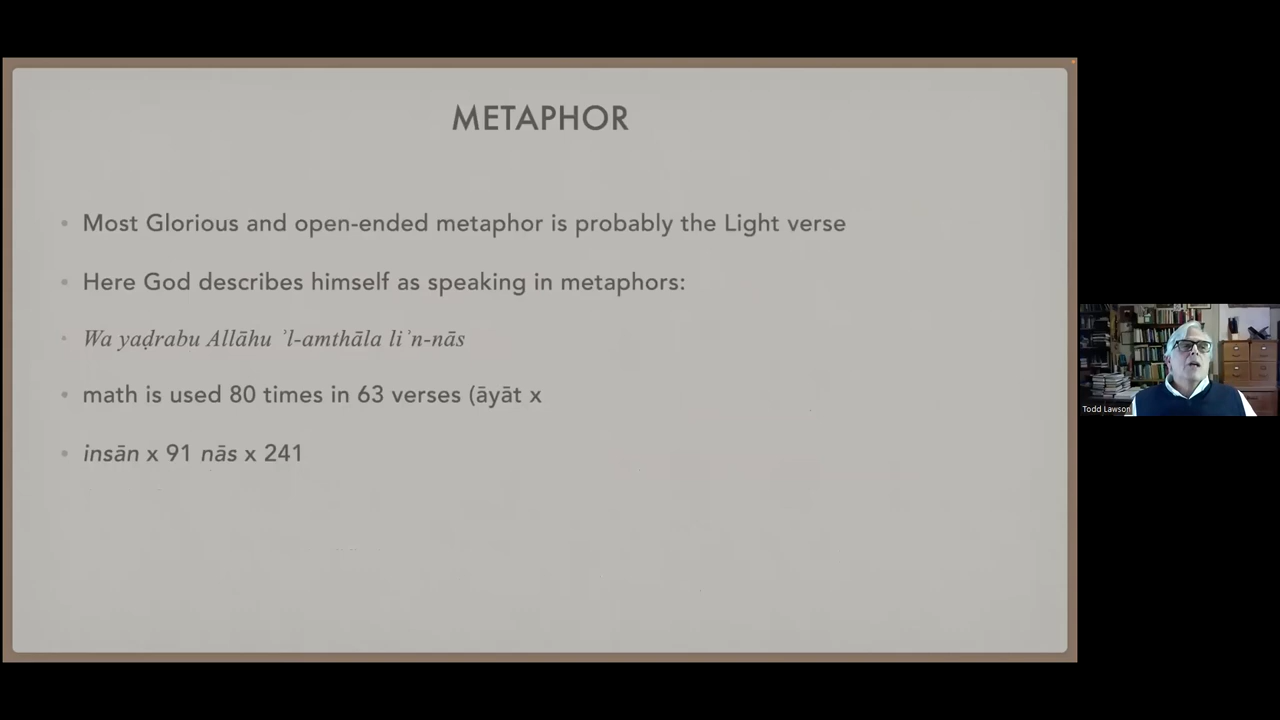 METAPHOR
Most Glorious and open-ended metaphor is probably the Light verse
Here God describes himself as speaking in metaphors:
Wa yaḍrabu Allāhu ʾl-amthāla liʾn-nās
math is used 80 times in 63 verses (āyāt x
insān x 91 nās x 241
Todd Lawson